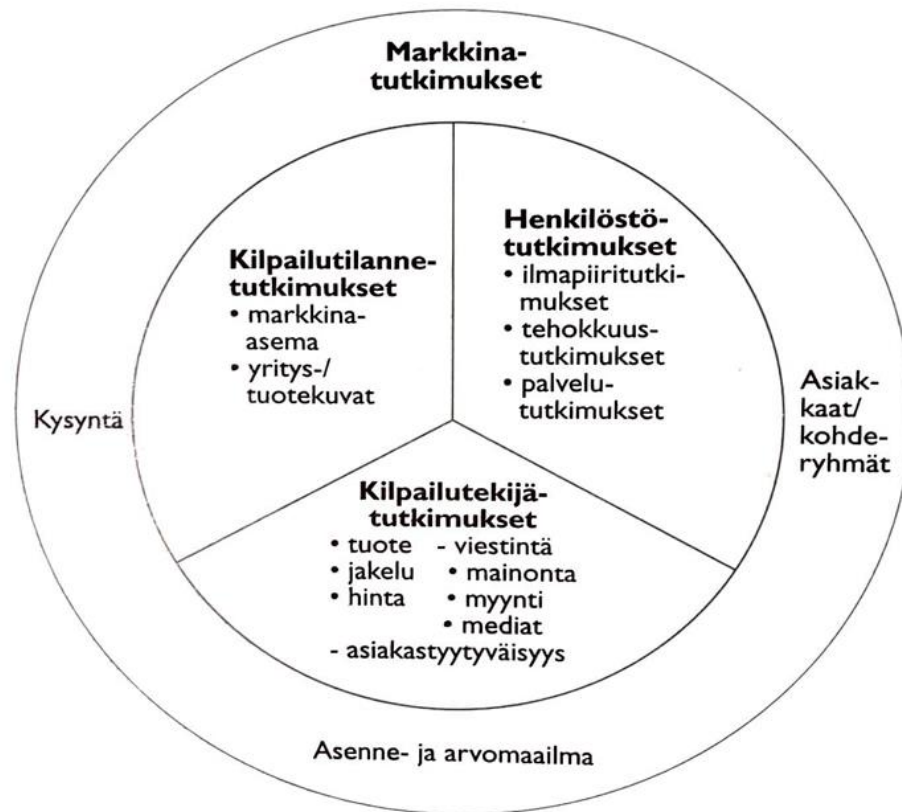 Markkina-
tutkimukset
Kilpailutilanne-
tutkimukset
• markkina-
asema
• yritys-/
tuotekuvat
Henkilöstö-
tutkimukset
• ilmapiiritutki-
mukset
• tehokkuus-
tutkimukset
• palvelu-
tutkimukset
Kysyntä
Asiak-
kaat/
kohde-
ryhmät
Kilpailutekijä-
tutkimukset
• tuote - viestintä
• jakelu • mainonta
• hinta • myynti
• mediat
- asiakastyytyväisyys
Asenne- ja arvomaailma